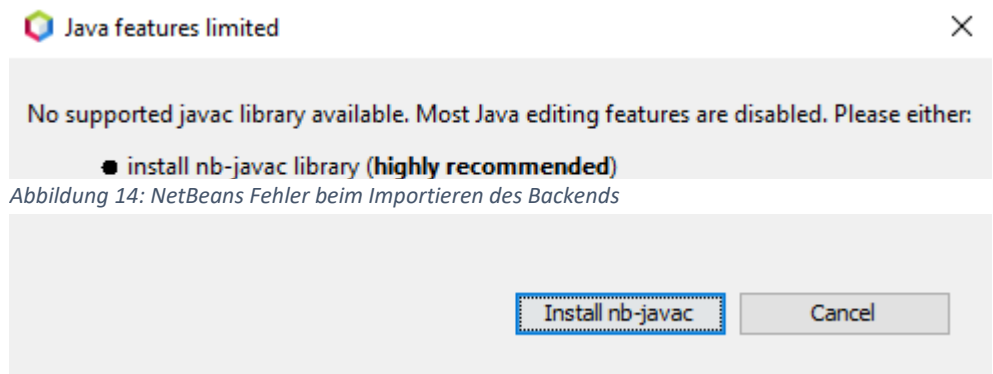 Java features limited
No supported javac library available. Most Java editing features are disabled. Please either:
install nb-javac library (highly recommended)
Abbildung 14: NetBeans Fehler beim Importieren des Backends
Install nb-javac Cancel